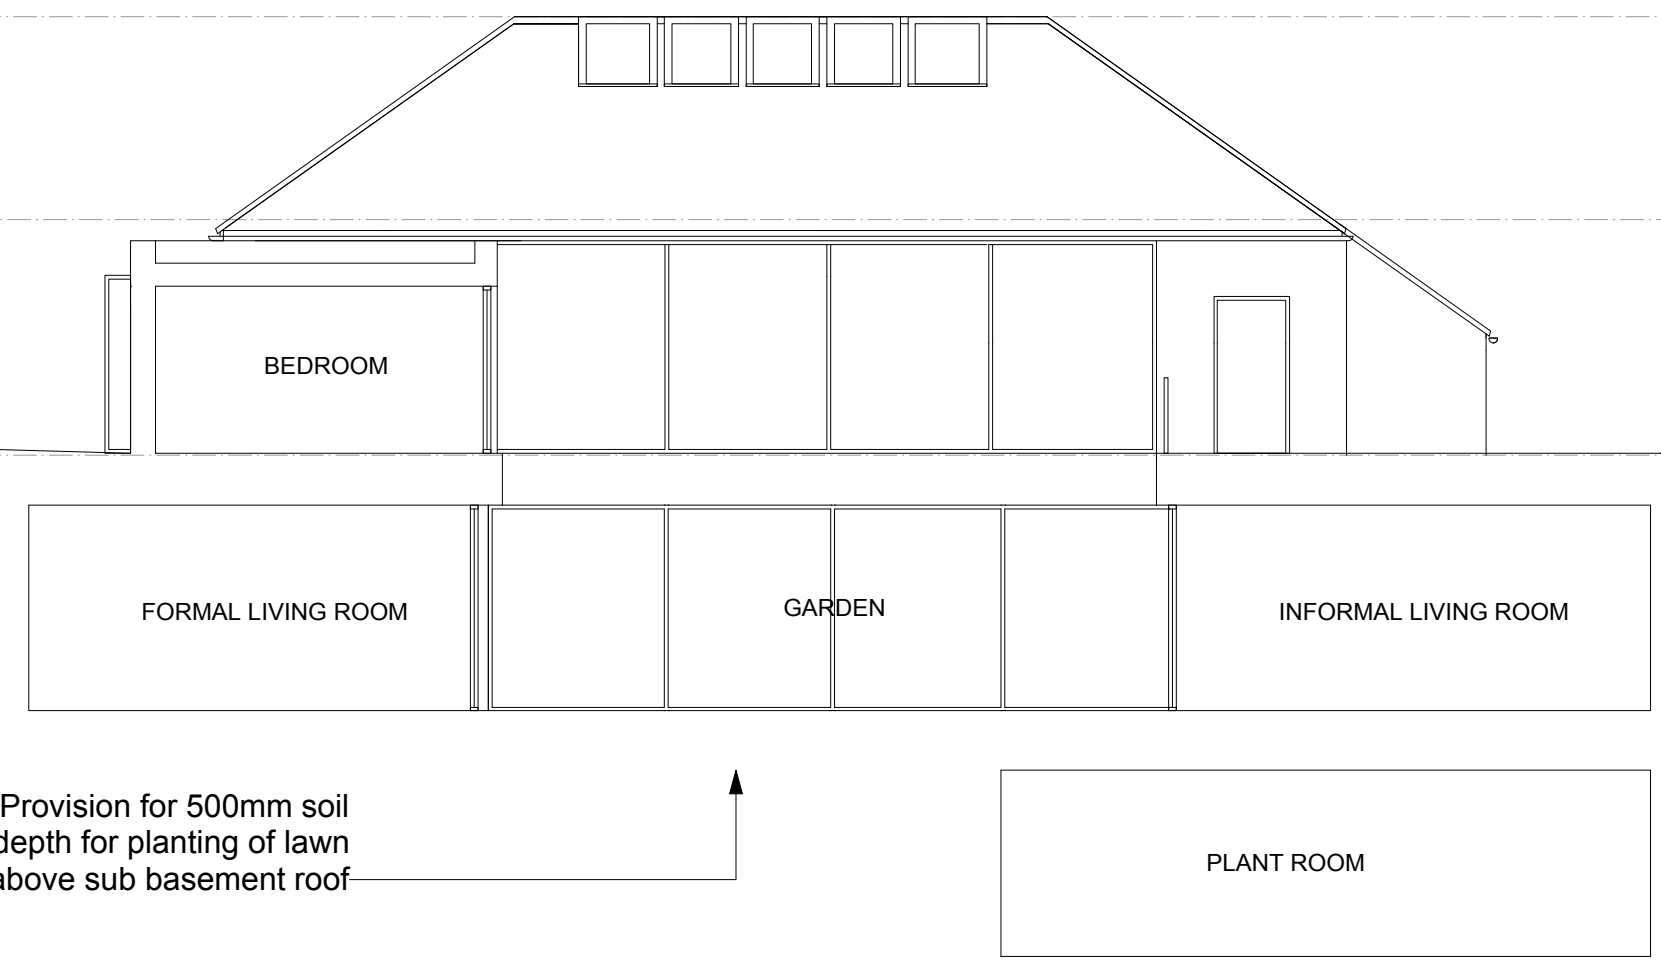 BEDROOM
FORMAL LIVING ROOM
GARDEN
INFORMAL LIVING ROOM
Provision for 500mm soil
depth for planting of lawn
above sub basement roof
PLANT ROOM